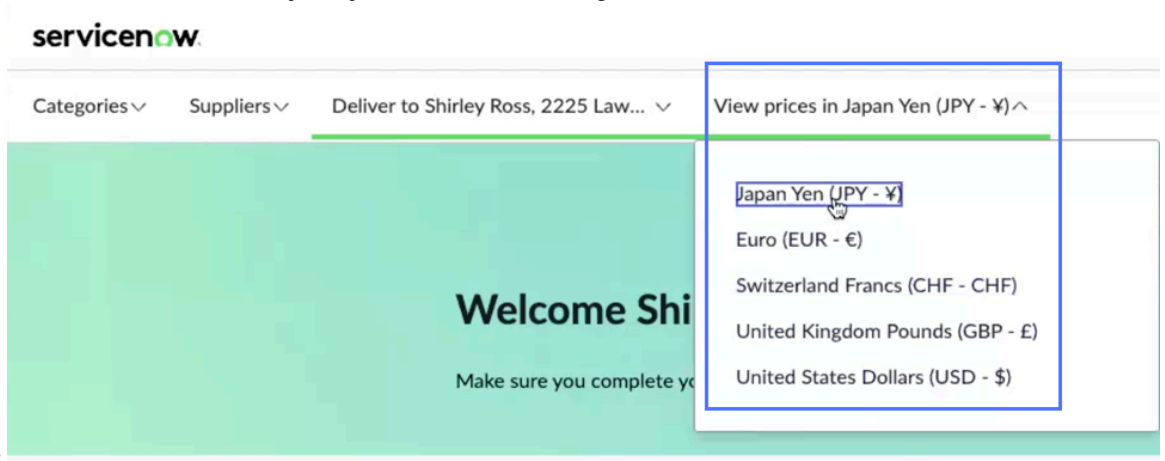 servicenow
Categories
Suppliers
Deliver to Shirley Ross, 2225 Law...
View prices in Japan Yen (JPY - ¥)
Japan Yen (JPY - ¥)
Euro (EUR - €)
Switzerland Francs (CHF - CHF)
United Kingdom Pounds (GBP - £)
United States Dollars (USD - $)
Welcome Shi
Make sure you complete yo